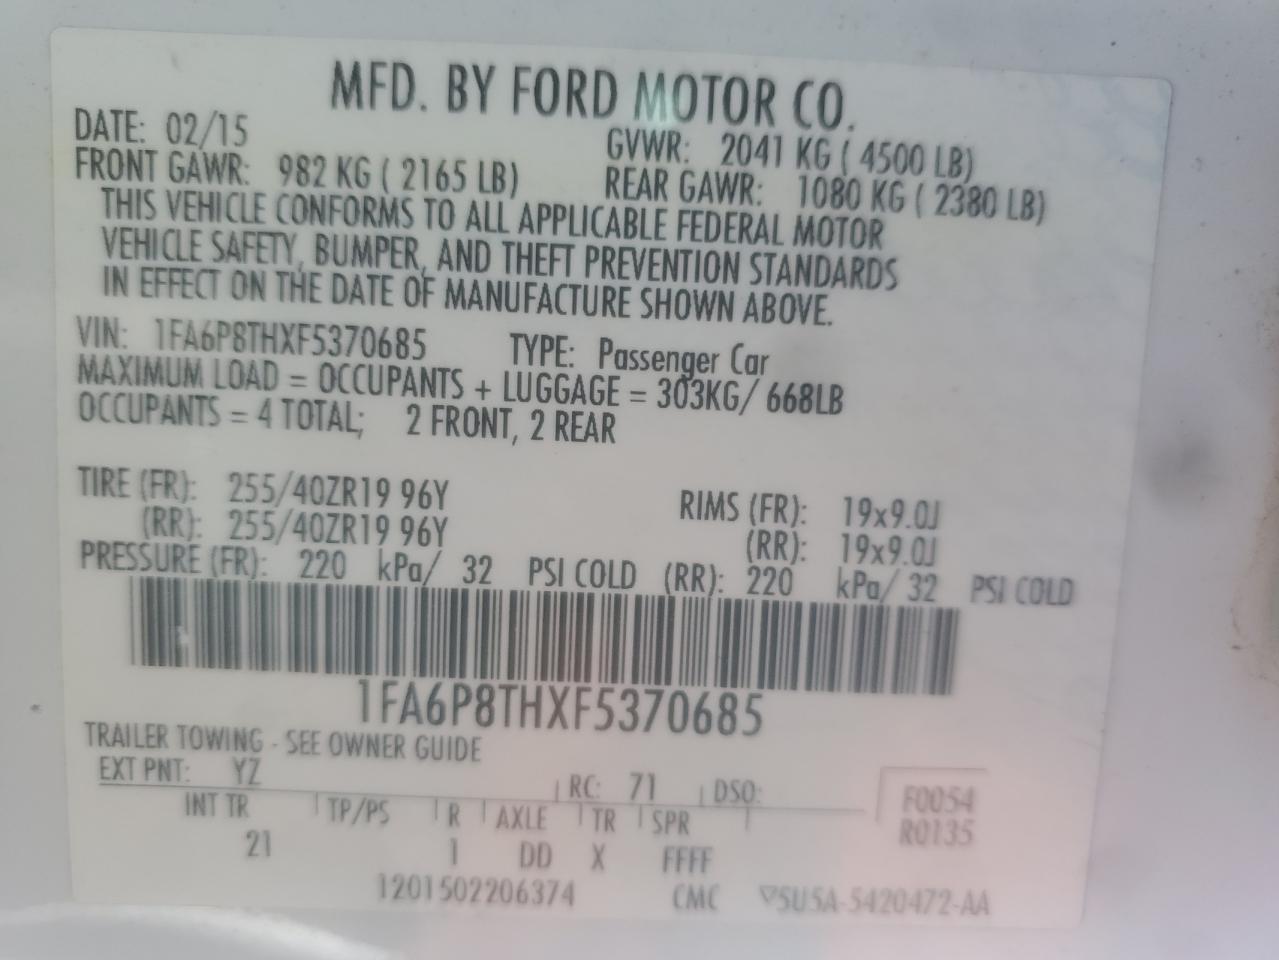 MFD. BY FORD MOTOR CO.
DATE: 02/15 GVWR: 2041 KG ( 4500 LB)
FRONT GAWR: 982 KG ( 2165 LB) REAR GAWR: 1080 KG ( 2380 LB)
THIS VEHICLE CONFORMS TO ALL APPLICABLE FEDERAL MOTOR
VEHICLE SAFETY, BUMPER, AND THEFT PREVENTION STANDARDS
IN EFFECT ON THE DATE OF MANUFACTURE SHOWN ABOVE.
VIN: 1FA6P8THXF5370685 TYPE: Passenger Car
MAXIMUM LOAD = OCCUPANTS + LUGGAGE = 303KG/ 668LB
OCCUPANTS = 4 TOTAL; 2 FRONT, 2 REAR
TIRE (FR): 255/40ZR19 96Y RIMS (FR): 19x9.0J
(RR): 255/40ZR19 96Y (RR): 19x9.0J
PRESSURE (FR): 220 kPa/ 32 PSI COLD (RR): 220 kPa/ 32 PSI COLD
1FA6P8THXF5370685
TRAILER TOWING - SEE OWNER GUIDE
EXT PNT: YZ RC: 71 DSO:
F0054
INT TR TP/PS R AXLE TR SPR
R0135
21 1 DD X FFFF
1201502206374 CMC ▽5U5A-5420472-AA